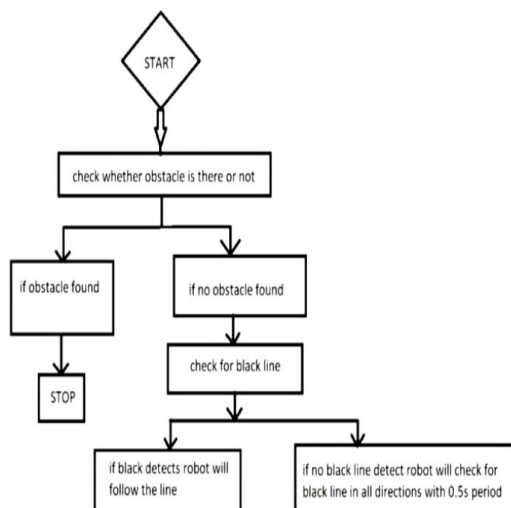 START
check whether obstacle is there or not
if obstacle found
if no obstacle found
check for black line
STOP
if black detects robot will
follow the line
if no black line detect robot will check for
black line in all directions with 0.5s period